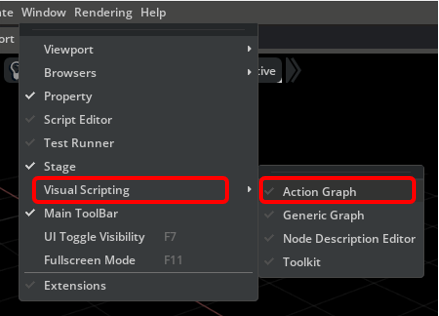 ate Window Rendering Help
ort
Viewport
Browsers
tive
Property
Script Editor
Test Runner
Stage
Visual Scripting
Action Graph
Main ToolBar
Generic Graph
UI Toggle Visibility F7
Node Description Editor
Fullscreen Mode F11
Toolkit
Extensions